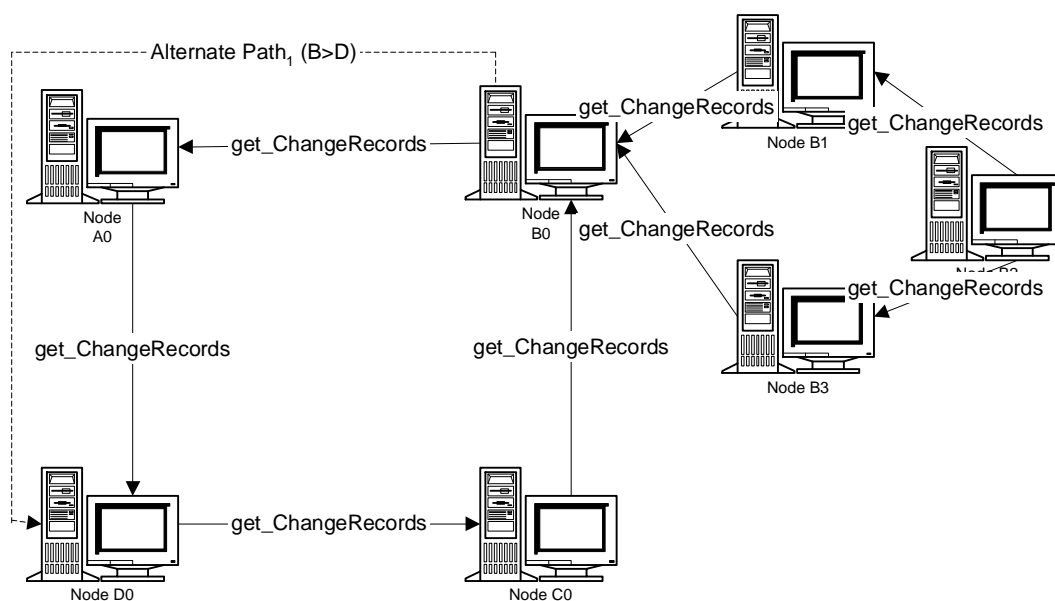 Alternate Path1 (B>D)
get_ChangeRecords
Node B1
get_ChangeRecords
get_ChangeRecords
Node
A0
Node
B0
get_ChangeRecords
get_ChangeRecords
Node B3
get_ChangeRecords
get_ChangeRecords
get_ChangeRecords
Node D0
Node C0